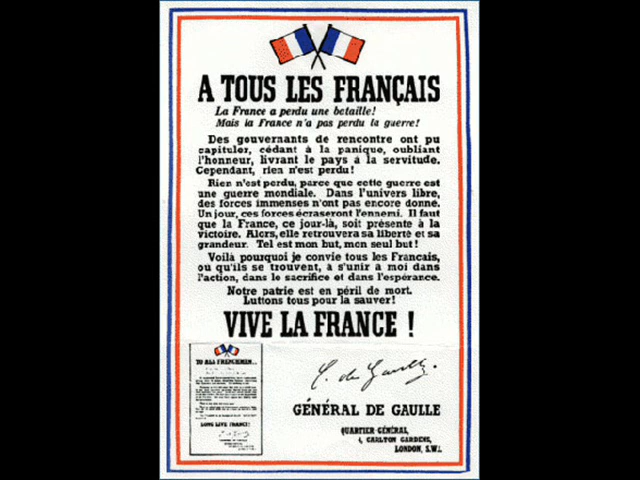 A TOUS LES FRANÇAIS
La France a perdu une bataille!
Mais la France n'a pas perdu la guerre!
Des gouvernants de rencontre ont pu
capituler, cédant à la panique, oubliant
l'honneur, livrant le pays à la servitude.
Cependant, rien n'est perdu!
Rien n'est perdu, parce que cette guerre est
une guerre mondiale. Dans l'univers libre,
des forces immenses n'ont pas encore donné.
Un jour, ces forces écraseront l'ennemi. Il faut
que la France, ce jour-là, soit présente à la
victoire. Alors, elle retrouvera sa liberté et sa
grandeur. Tel est mon but, mon seul but!
Voilà pourquoi je convie tous les Francais,
où qu'ils se trouvent, à s'unir à moi dans
l'action, dans le sacrifice et dans l'espérance.
Notre patrie est en péril de mort.
Luttons tous pour la sauver!
VIVE LA FRANCE !
TO ALL FRENCHMEN...
LONG LIVE FRANCE!
C. de Gaulle.
GÉNÉRAL DE GAULLE
QUARTIER-GÉNÉRAL,
4, CARLTON GARDENS,
LONDON, S.W.1.